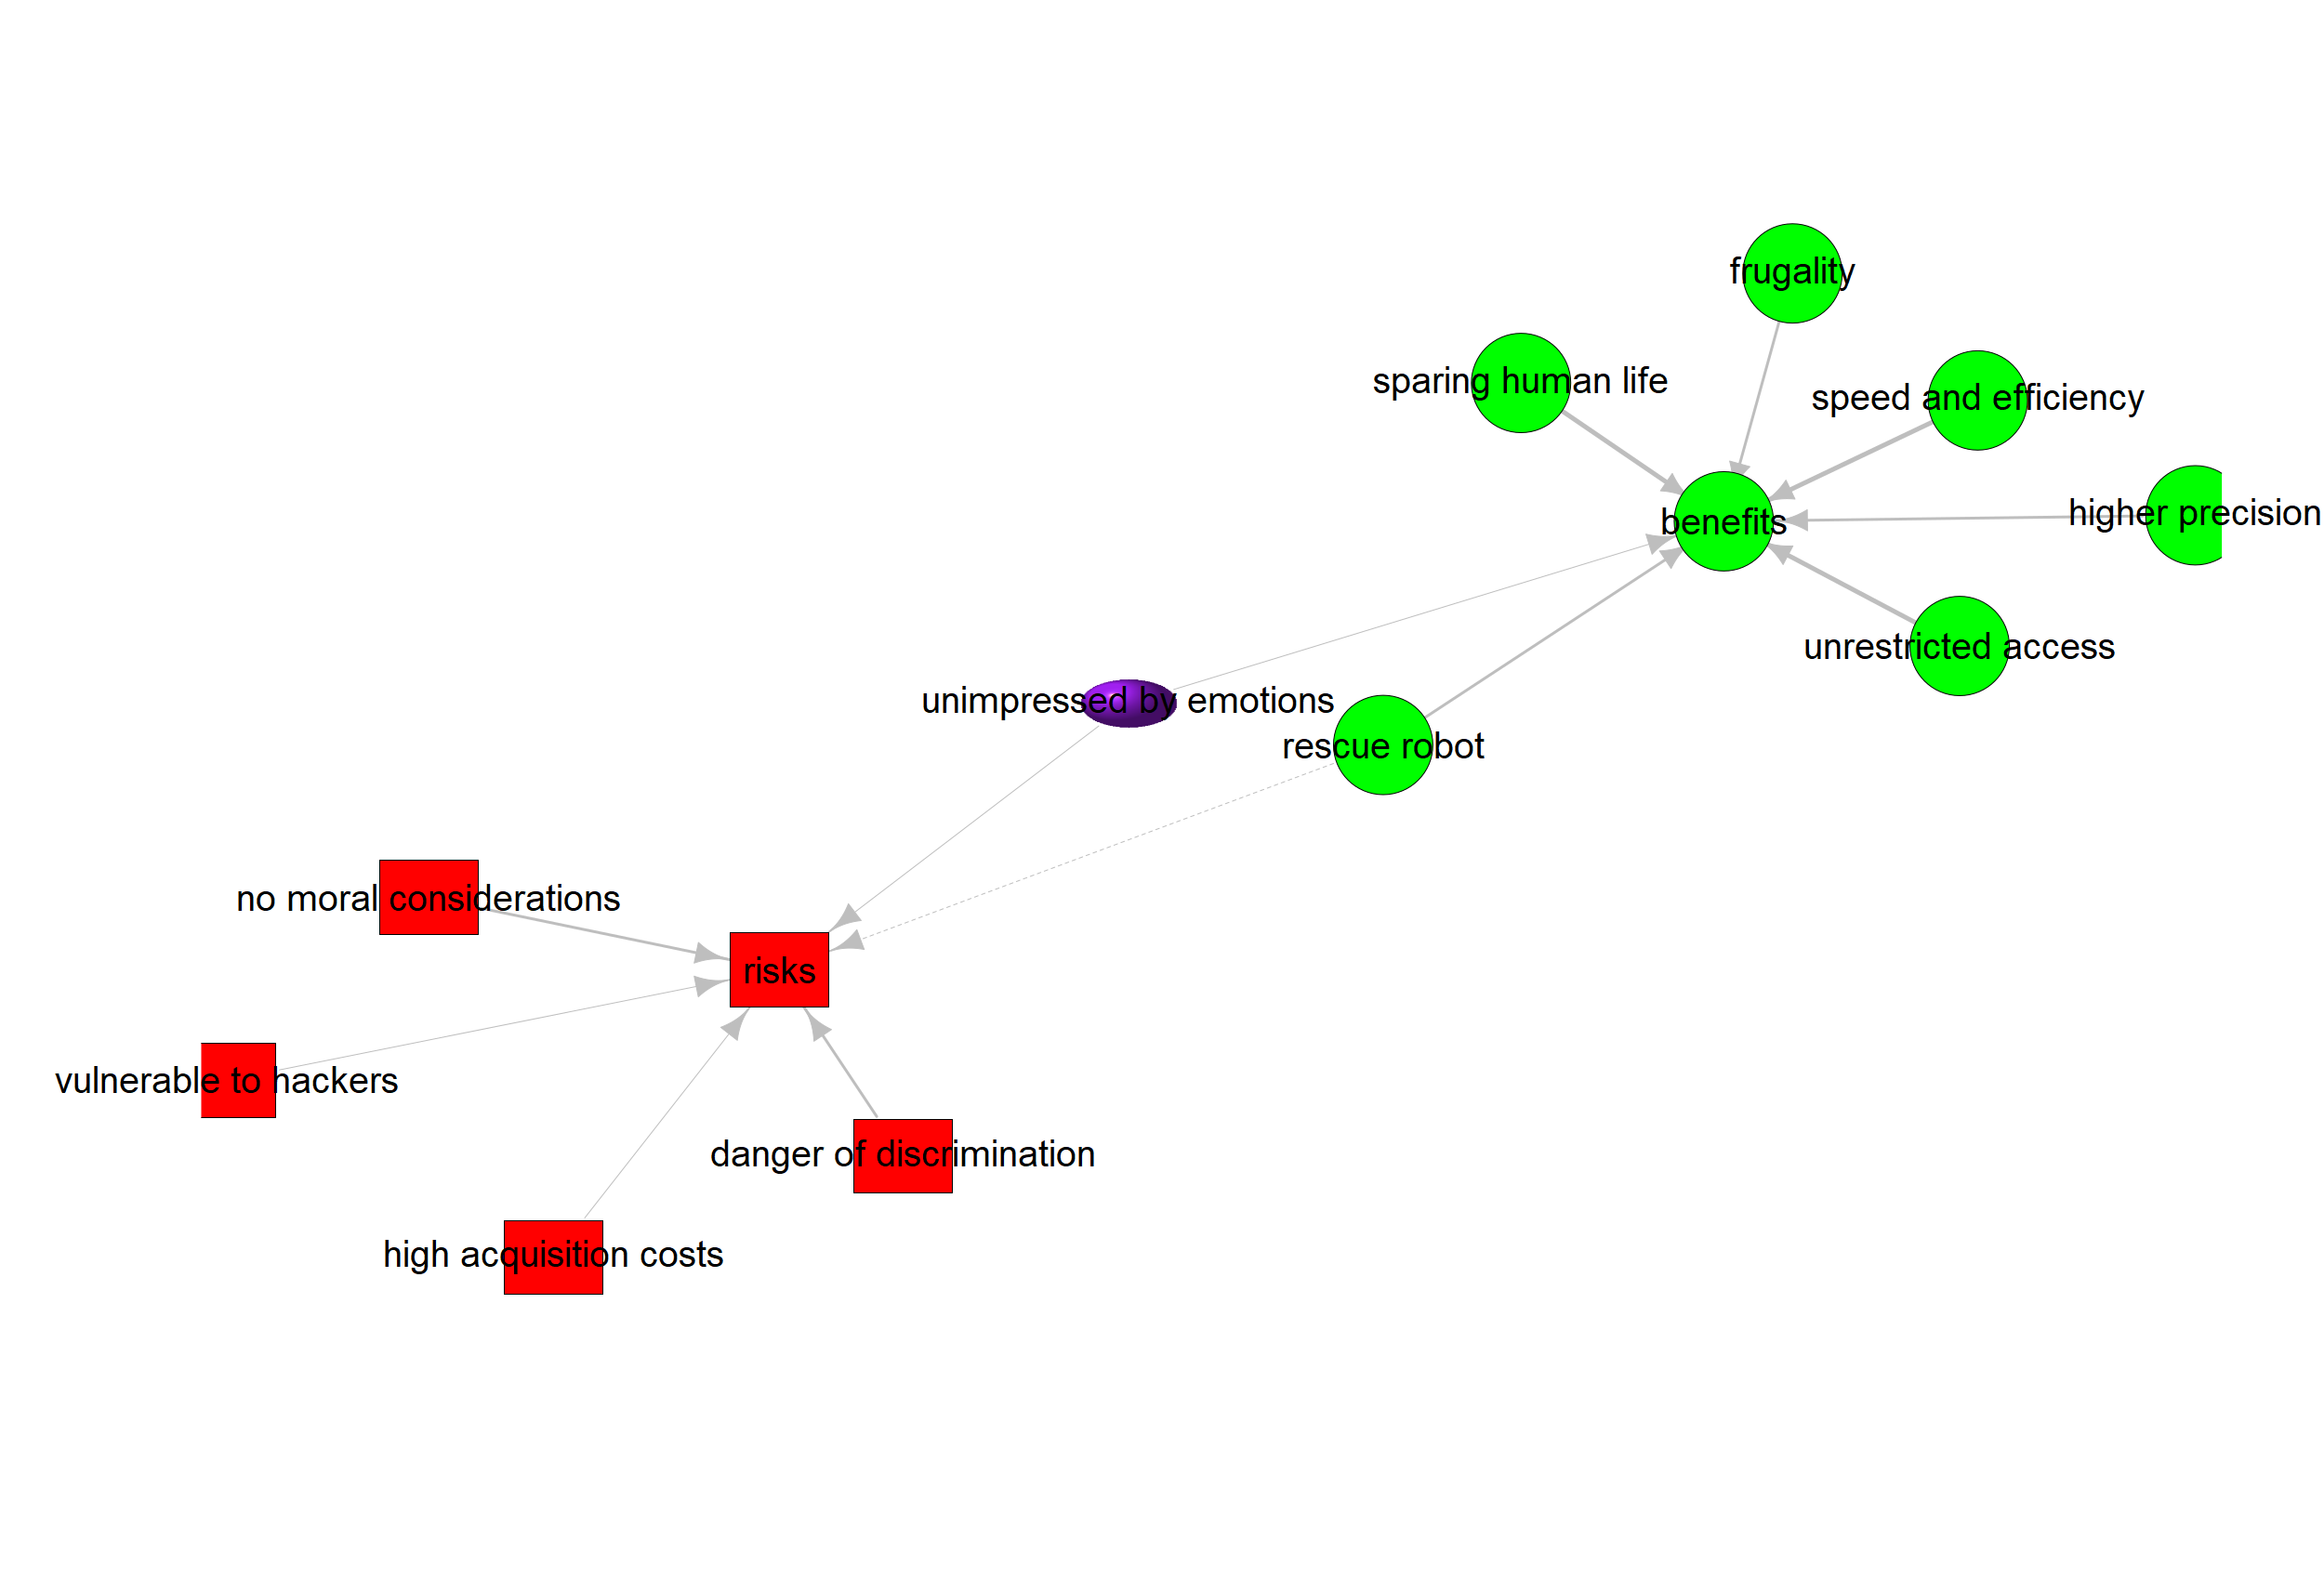 frugality
sparing human life
speed and efficiency
higher precision
benefits
unrestricted access
unimpressed by emotions
rescue robot
no moral considerations
risks
vulnerable to hackers
danger of discrimination
high acquisition costs